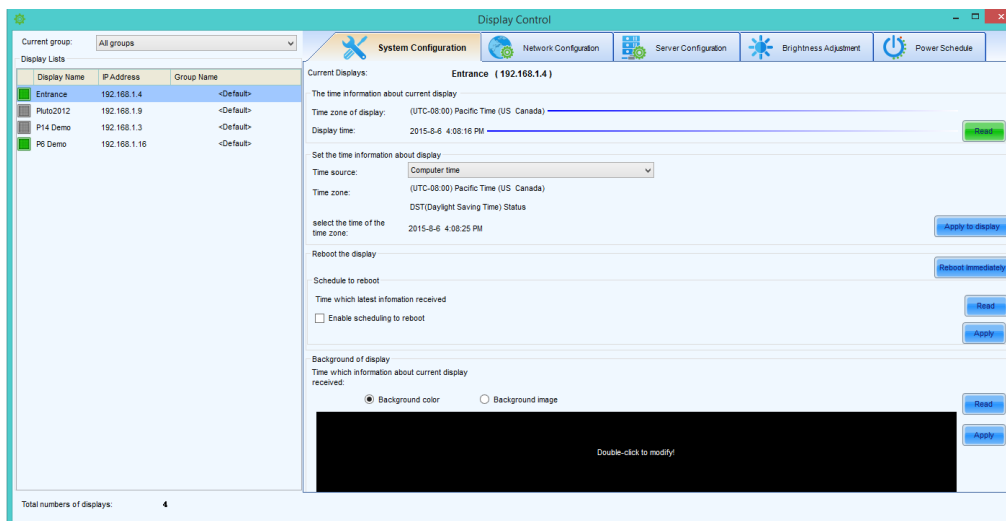 Display Control
Current group: All groups
Display Lists
Display Name IP Address Group Name
Entrance 192.168.1.4 <Default>
Pluto2012 192.168.1.9 <Default>
P14 Demo 192.168.1.3 <Default>
P6 Demo 192.168.1.16 <Default>
Total numbers of displays: 4
System Configuration Network Configuration Server Configuration Brightness Adjustment Power Schedule
Current Displays: Entrance ( 192.168.1.4 )
The time information about current display
Time zone of display: (UTC-08:00) Pacific Time (US Canada)
Display time: 2015-8-6 4:08:16 PM Read
Set the time information about display
Time source: Computer time
Time zone: (UTC-08:00) Pacific Time (US Canada)
DST(Daylight Saving Time) Status
select the time of the
time zone: 2015-8-6 4:08:25 PM Apply to display
Reboot the display
Reboot Immediately
Schedule to reboot
Time which latest infomation received Read
Enable scheduling to reboot
Apply
Background of display
Time which information about current display
received:
Background color Background image Read
Apply
Double-click to modify!